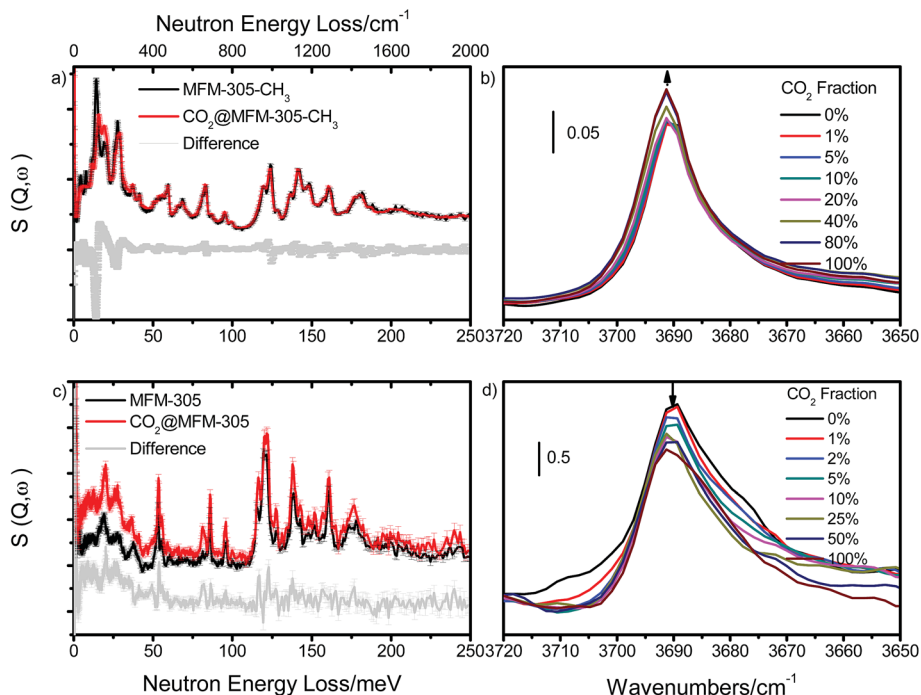 Neutron Energy Loss/cm⁻¹
0 400 800 1200 1600 2000
a)
MFM-305-CH₃
CO₂@MFM-305-CH₃
Difference
S (Q,ω)
0 50 100 150 200 250
b)
CO₂ Fraction
0.05
0%
1%
5%
10%
20%
40%
80%
100%
3720 3710 3700 3690 3680 3670 3660 3650
c)
MFM-305
CO₂@MFM-305
Difference
S (Q,ω)
0 50 100 150 200 250
Neutron Energy Loss/meV
d)
CO₂ Fraction
0.5
0%
1%
2%
5%
10%
25%
50%
100%
3720 3710 3700 3690 3680 3670 3660 3650
Wavenumbers/cm⁻¹